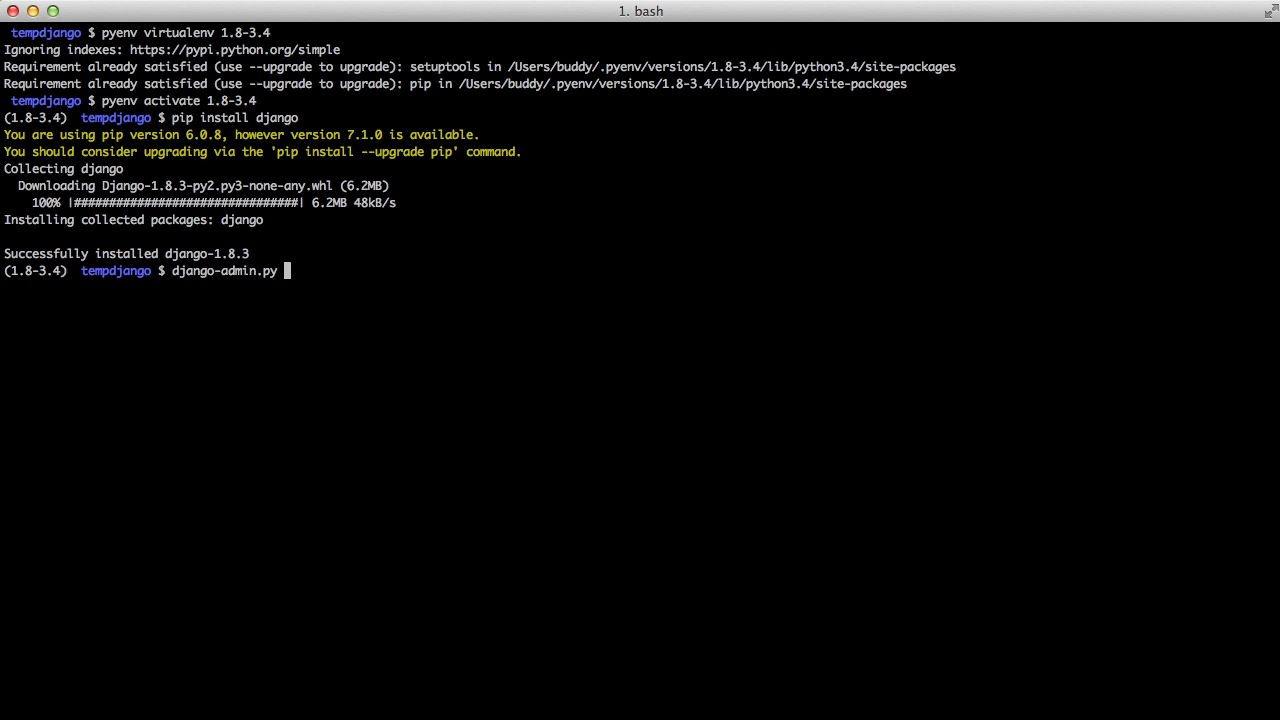 1. bash
tempdjango $ pyenv virtualenv 1.8-3.4
Ignoring indexes: https://pypi.python.org/simple
Requirement already satisfied (use --upgrade to upgrade): setuptools in /Users/buddy/.pyenv/versions/1.8-3.4/lib/python3.4/site-packages
Requirement already satisfied (use --upgrade to upgrade): pip in /Users/buddy/.pyenv/versions/1.8-3.4/lib/python3.4/site-packages
tempdjango $ pyenv activate 1.8-3.4
(1.8-3.4)  tempdjango $ pip install django
You are using pip version 6.0.8, however version 7.1.0 is available.
You should consider upgrading via the 'pip install --upgrade pip' command.
Collecting django
  Downloading Django-1.8.3-py2.py3-none-any.whl (6.2MB)
    100% |################################| 6.2MB 48kB/s
Installing collected packages: django
Successfully installed django-1.8.3
(1.8-3.4)  tempdjango $ django-admin.py